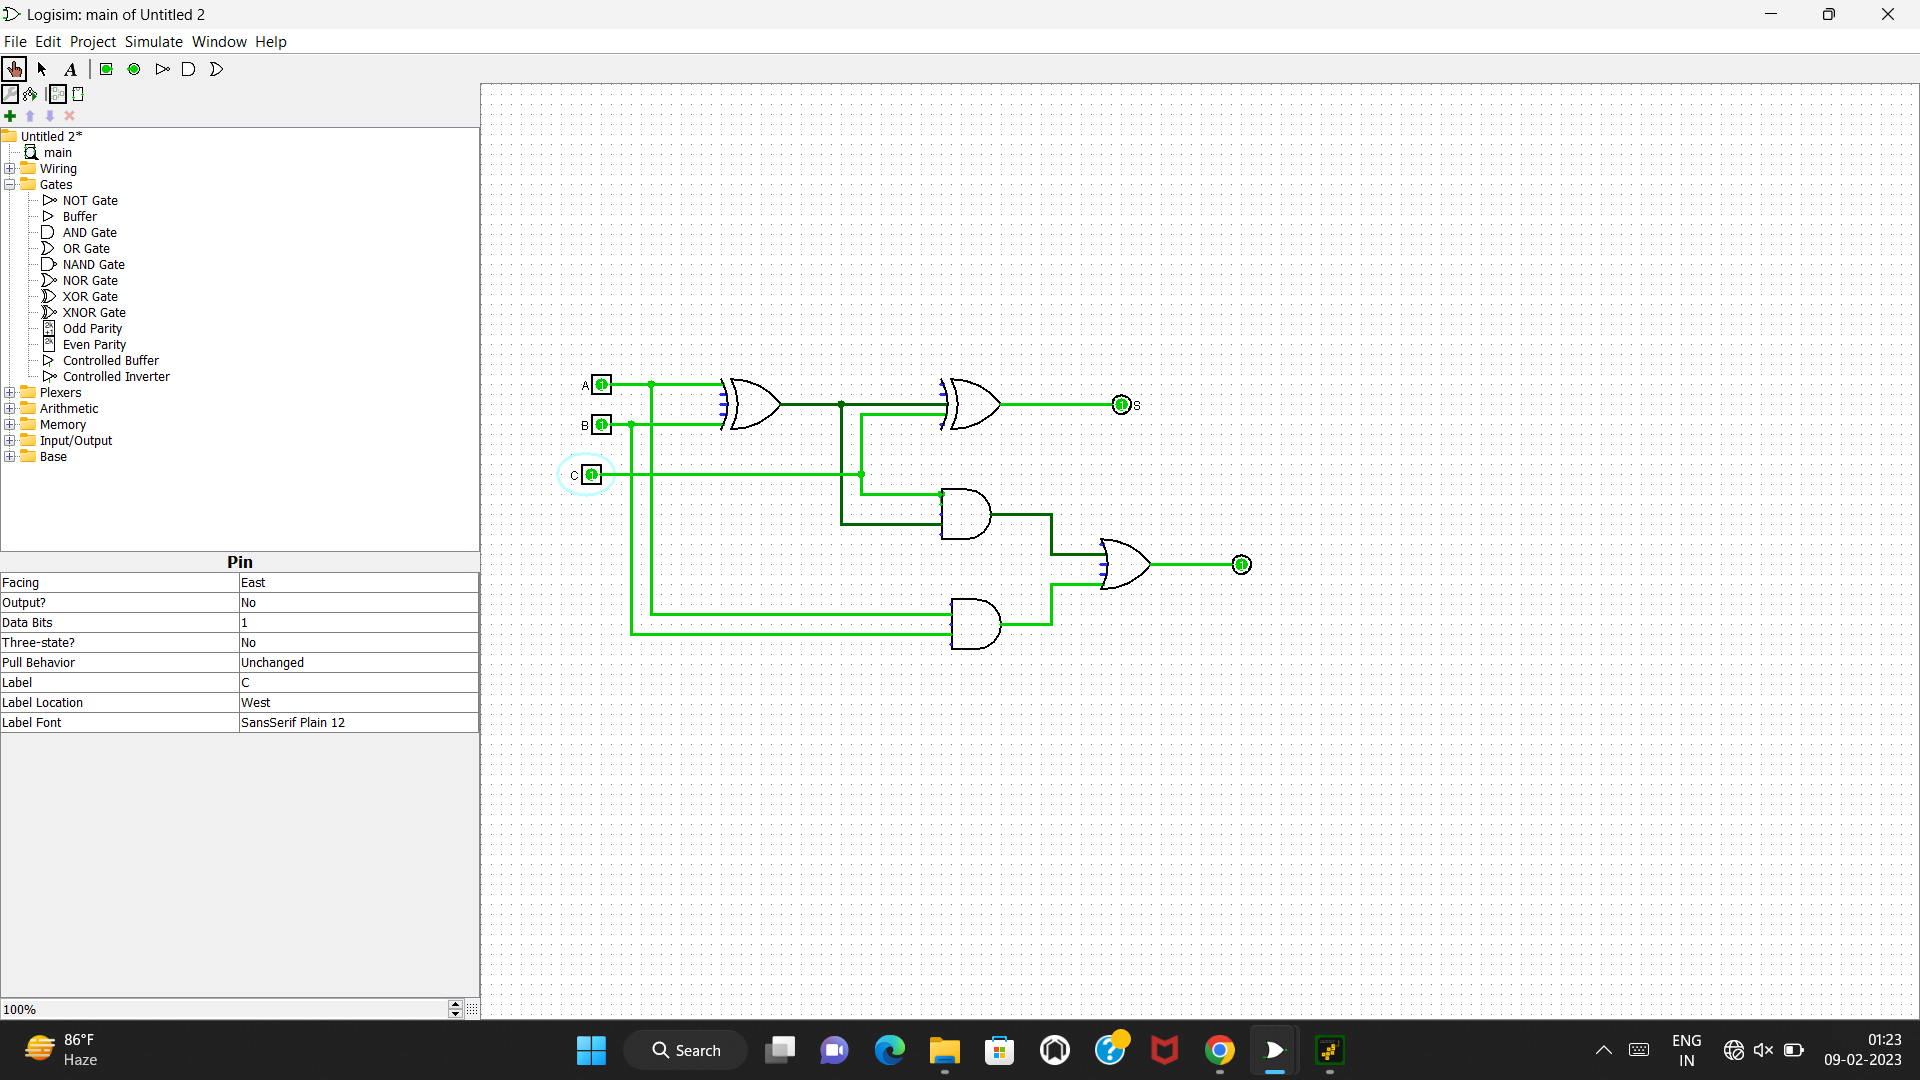 Logisim: main of Untitled 2
File Edit Project Simulate Window Help
A
Untitled 2*
main
Wiring
Gates
NOT Gate
Buffer
AND Gate
OR Gate
NAND Gate
NOR Gate
XOR Gate
XNOR Gate
Odd Parity
Even Parity
Controlled Buffer
Controlled Inverter
Plexers
Arithmetic
Memory
Input/Output
Base
Pin
Facing East
Output? No
Data Bits 1
Three-state? No
Pull Behavior Unchanged
Label C
Label Location West
Label Font SansSerif Plain 12
100%
A 1
B 1
C 1
1 S
1
86°F
Haze
Search
ENG
IN
01:23
09-02-2023